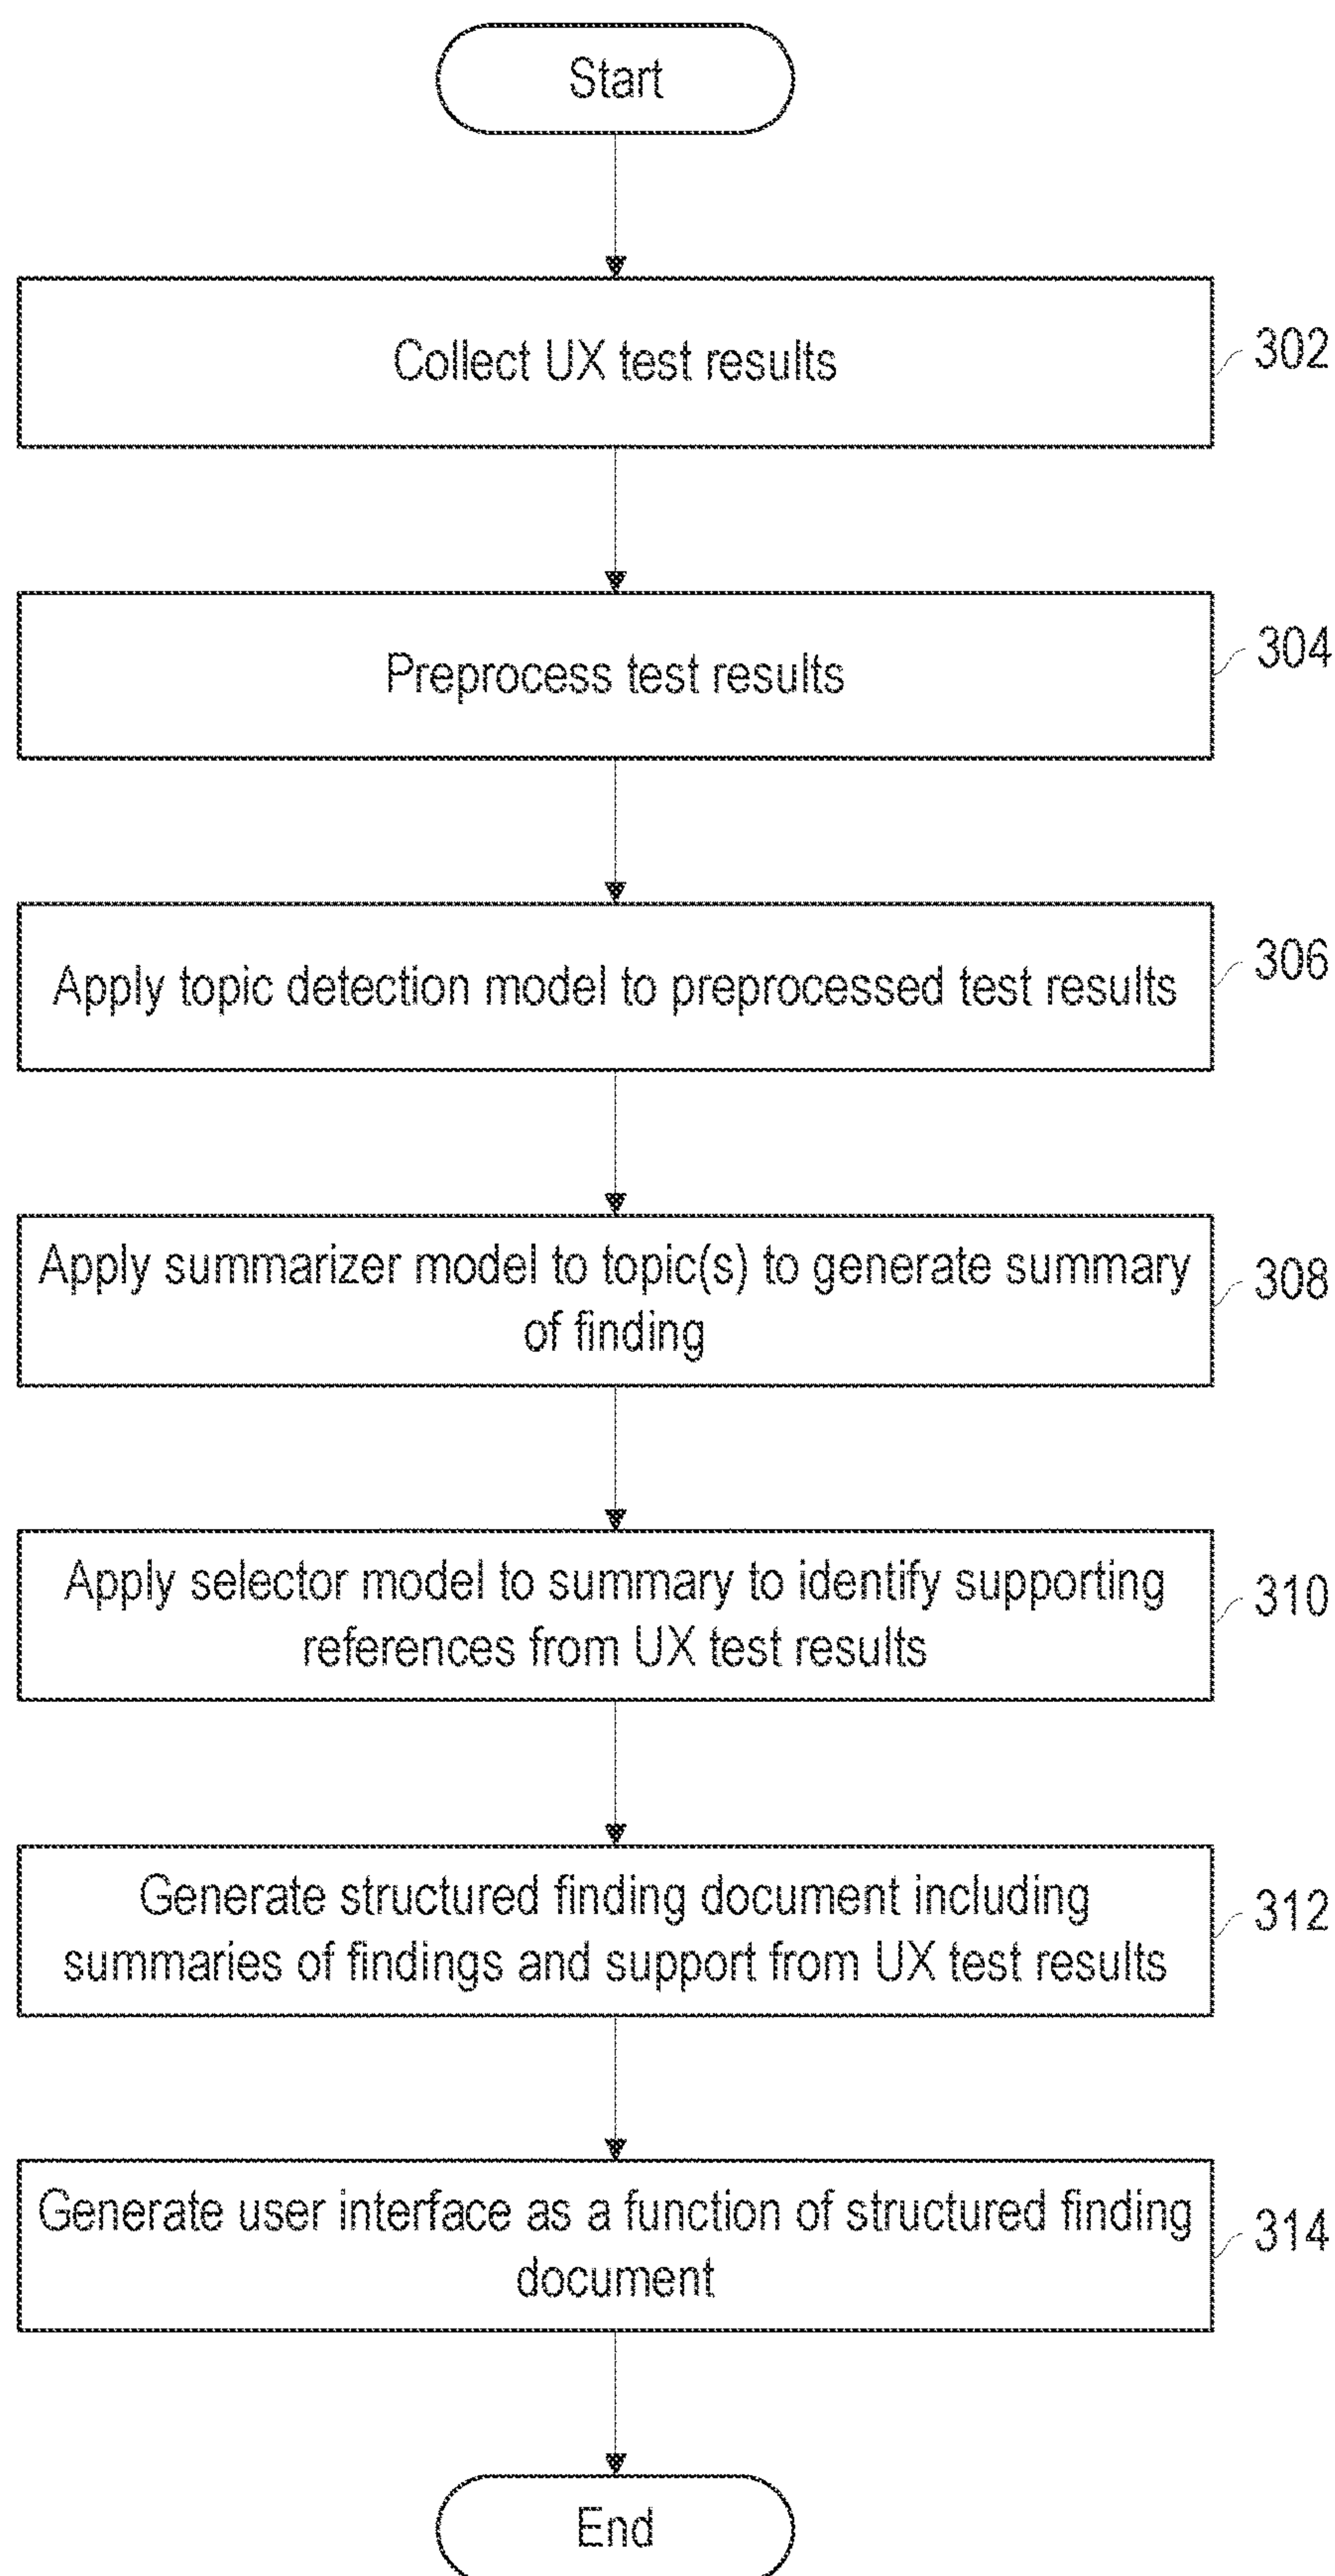 Start
Collect UX test results
302
Preprocess test results
304
Apply topic detection model to preprocessed test results
306
Apply summarizer model to topic(s) to generate summary
of finding
308
Apply selector model to summary to identify supporting
references from UX test results
310
Generate structured finding document including
summaries of findings and support from UX test results
312
Generate user interface as a function of structured finding
document
314
End